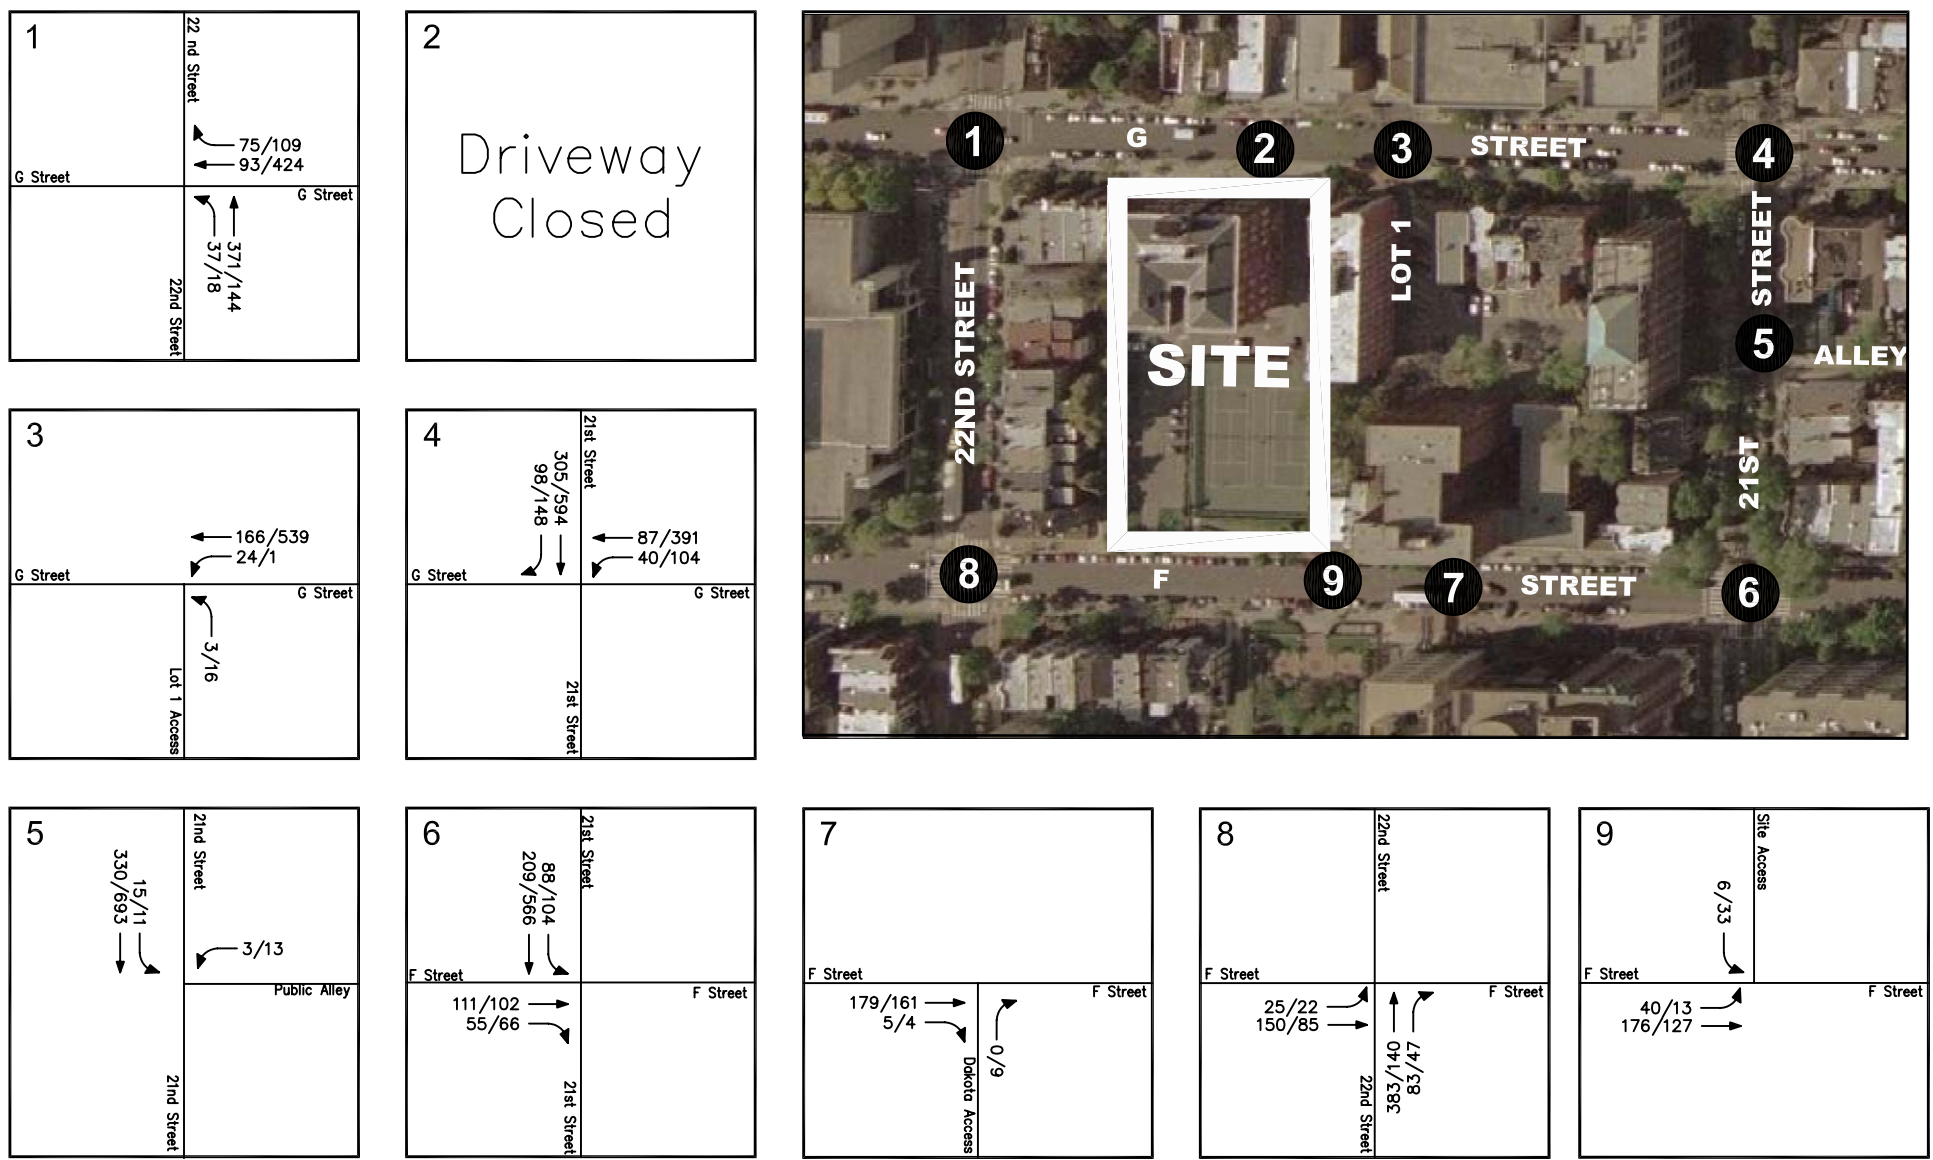 1
22 nd Street
75/109
93/424
G Street
G Street
37/18
371/144
22nd Street
2
Driveway
Closed
1
G
2
3
STREET
4
LOT 1
22ND STREET
SITE
STREET
5
ALLEY
21ST
8
F
9
7
STREET
6
3
166/539
24/1
G Street
G Street
3/16
Lot 1 Access
4
21st Street
98/148
305/594
87/391
40/104
G Street
G Street
21st Street
5
21nd Street
330/693
15/11
3/13
Public Alley
21nd Street
6
21st Street
209/566
88/104
F Street
F Street
111/102
55/66
21st Street
7
F Street
F Street
179/161
5/4
0/9
Dakota Access
8
22nd Street
F Street
F Street
25/22
150/85
383/140
83/47
22nd Street
9
Site Access
6/33
F Street
F Street
40/13
176/127